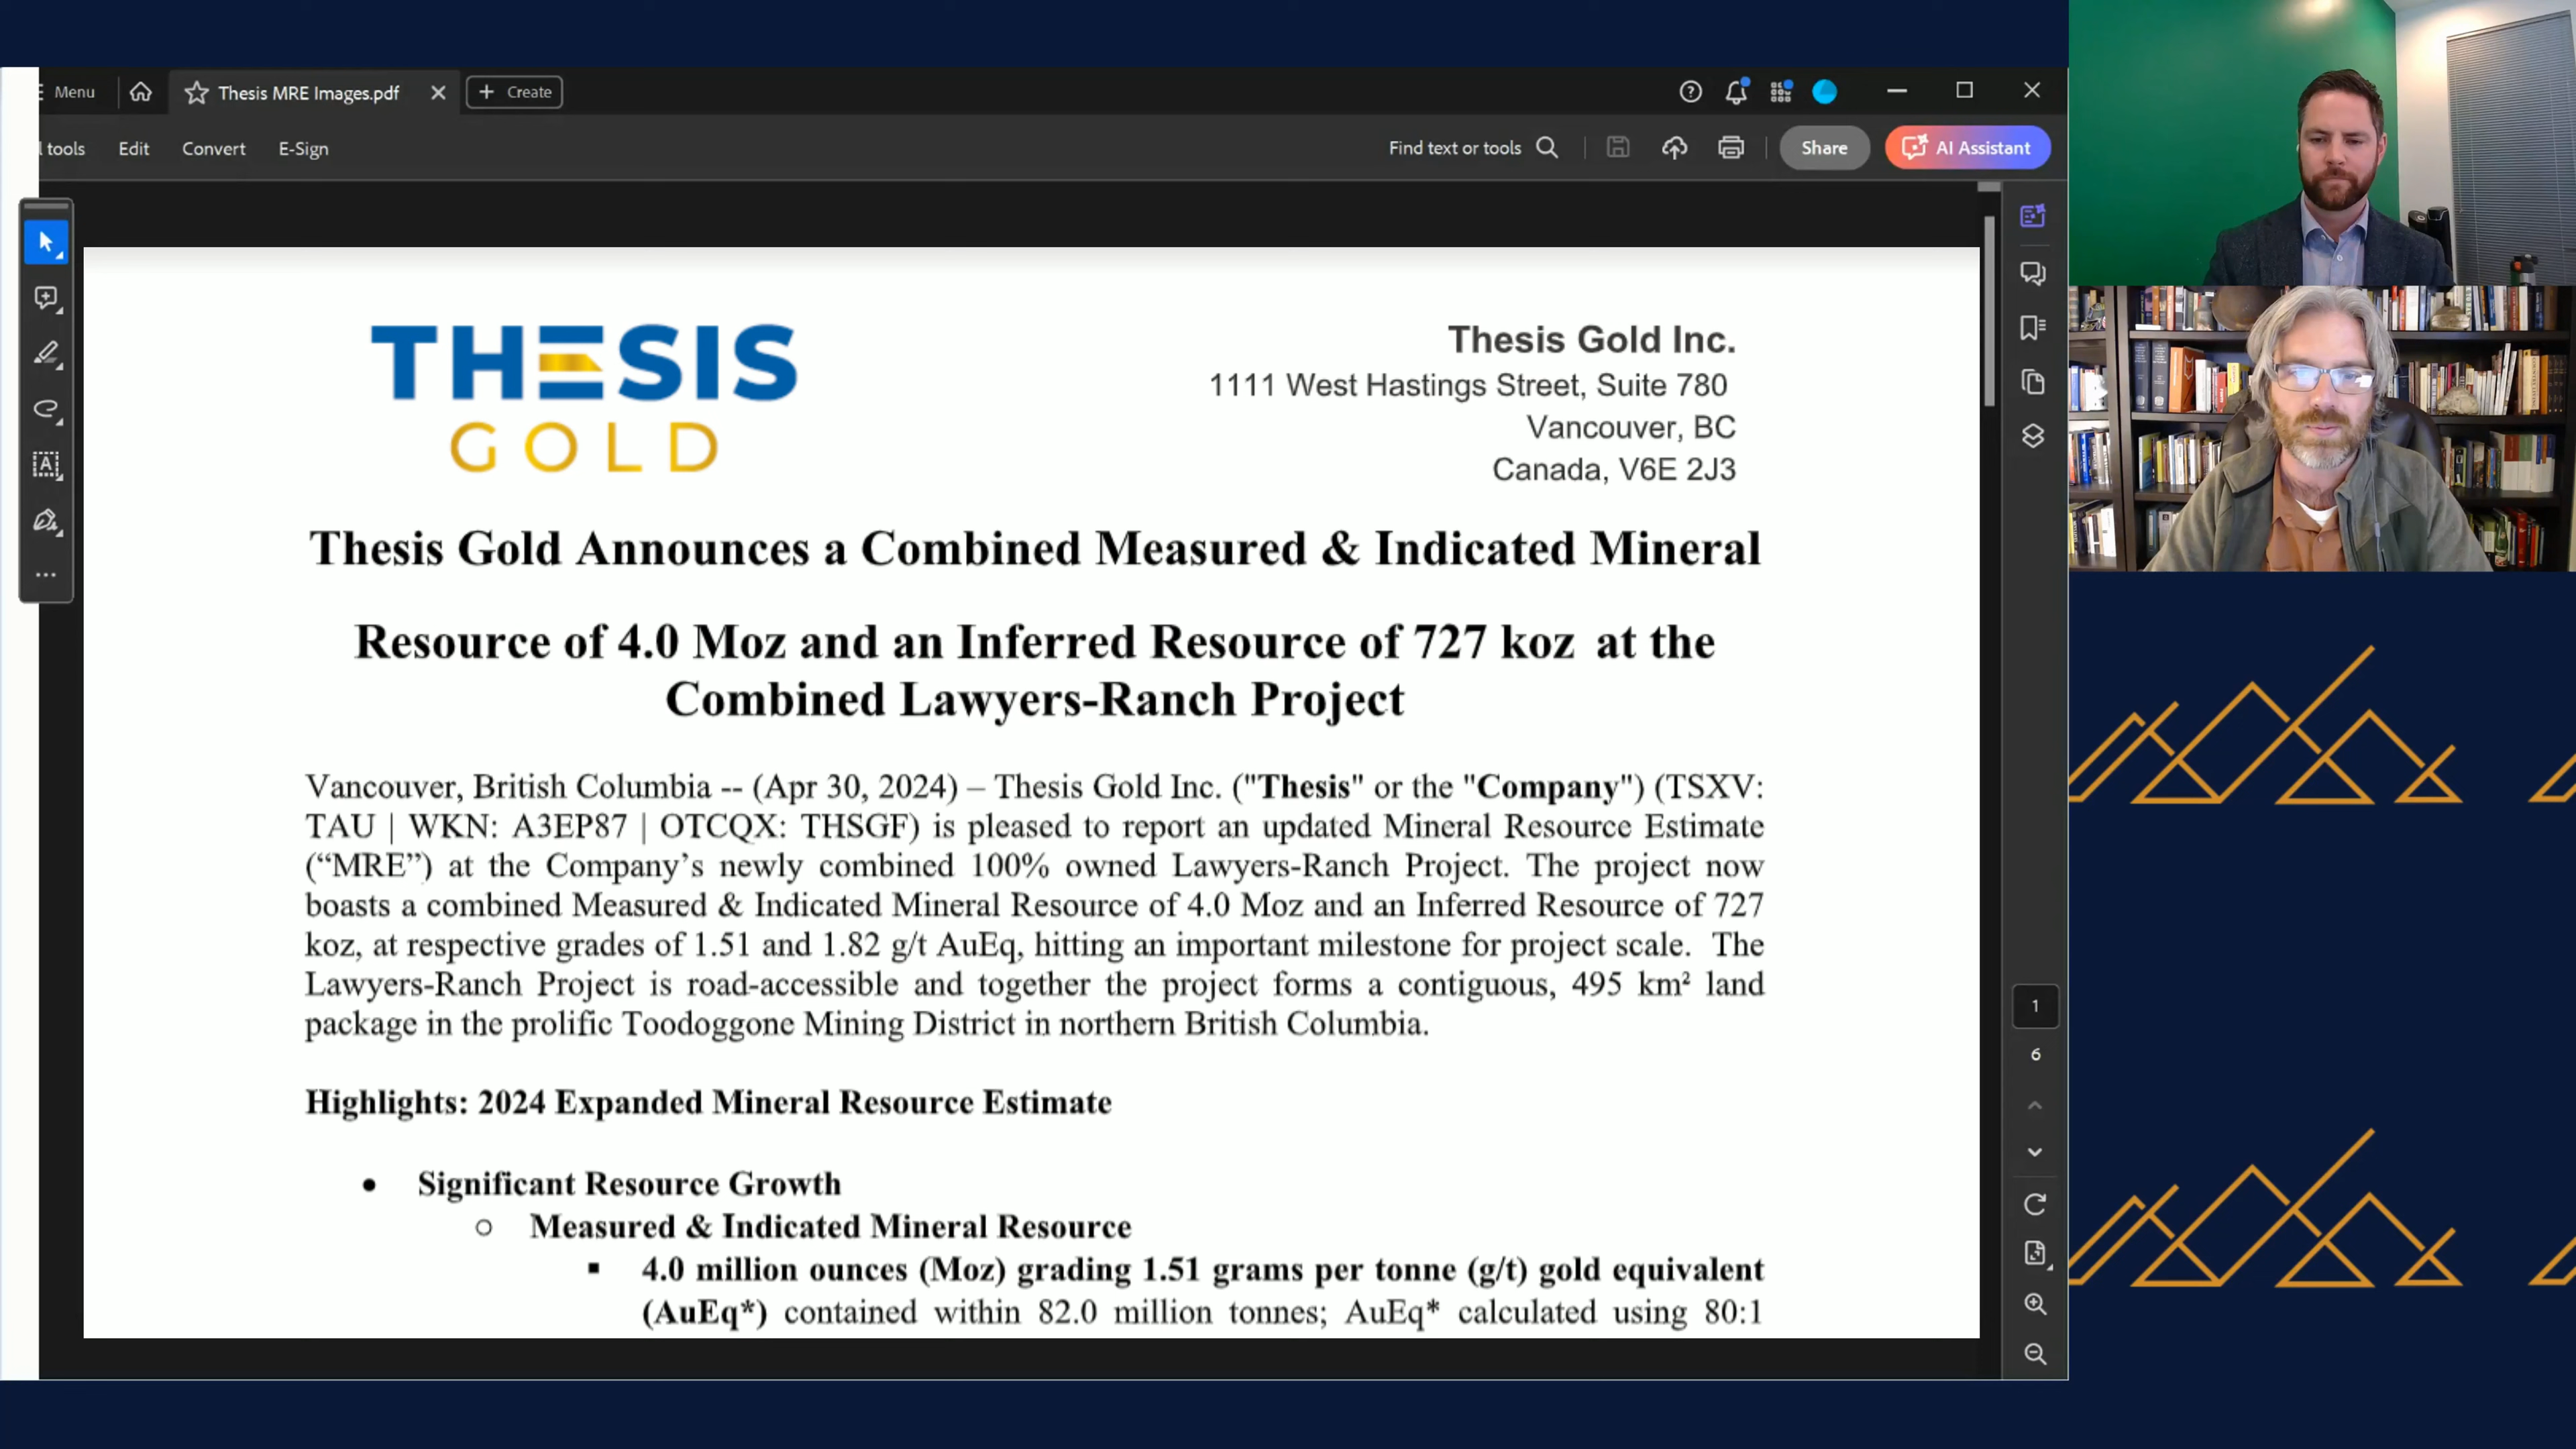 Menu
Thesis MRE Images.pdf
Create
l tools
Edit
Convert
E-Sign
Find text or tools
Share
AI Assistant
THESIS
GOLD
Thesis Gold Inc.
1111 West Hastings Street, Suite 780
Vancouver, BC
Canada, V6E 2J3
Thesis Gold Announces a Combined Measured & Indicated Mineral
Resource of 4.0 Moz and an Inferred Resource of 727 koz at the
Combined Lawyers-Ranch Project
Vancouver, British Columbia -- (Apr 30, 2024) – Thesis Gold Inc. ("Thesis" or the "Company") (TSXV:
TAU | WKN: A3EP87 | OTCQX: THSGF) is pleased to report an updated Mineral Resource Estimate
(“MRE”) at the Company’s newly combined 100% owned Lawyers-Ranch Project. The project now
boasts a combined Measured & Indicated Mineral Resource of 4.0 Moz and an Inferred Resource of 727
koz, at respective grades of 1.51 and 1.82 g/t AuEq, hitting an important milestone for project scale. The
Lawyers-Ranch Project is road-accessible and together the project forms a contiguous, 495 km² land
package in the prolific Toodoggone Mining District in northern British Columbia.
Highlights: 2024 Expanded Mineral Resource Estimate
• Significant Resource Growth
○ Measured & Indicated Mineral Resource
▪ 4.0 million ounces (Moz) grading 1.51 grams per tonne (g/t) gold equivalent
(AuEq*) contained within 82.0 million tonnes; AuEq* calculated using 80:1
1
6